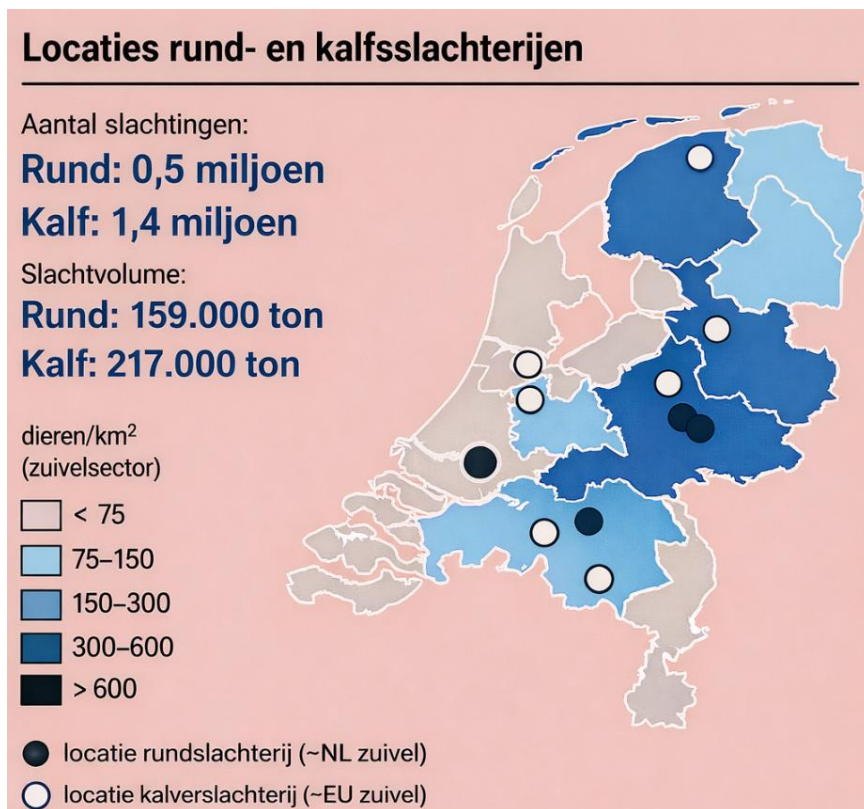 Locaties rund- en kalfsslachterijen
Aantal slachtingen:
Rund: 0,5 miljoen
Kalf: 1,4 miljoen
Slachtvolume:
Rund: 159.000 ton
Kalf: 217.000 ton
dieren/km²
(zuivelsector)
< 75
75–150
150–300
300–600
> 600
locatie rundslachterij (~NL zuivel)
locatie kalverslachterij (~EU zuivel)